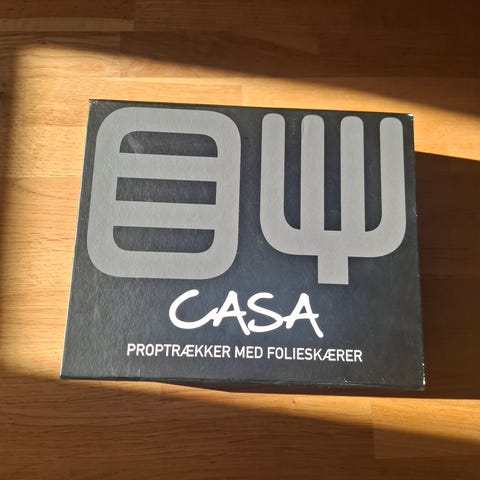 CASA
PROPTRÆKKER MED FOLIESKÆRER